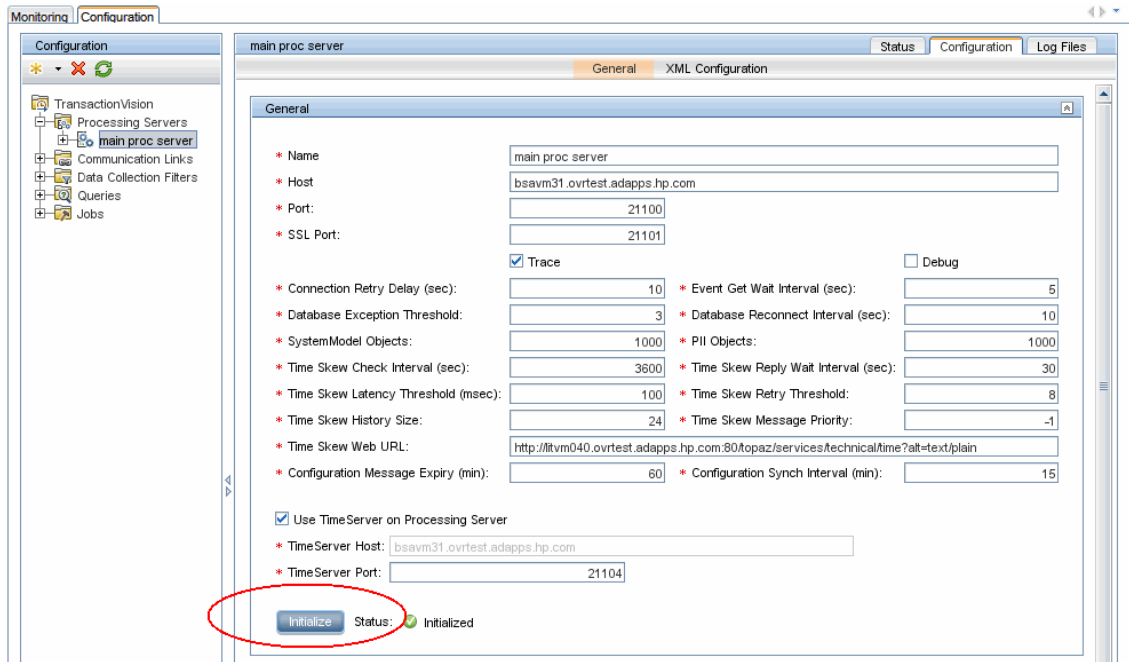 Monitoring Configuration
Configuration
TransactionVision
Processing Servers
main proc server
Communication Links
Data Collection Filters
Queries
Jobs
main proc server Status Configuration Log Files
General XML Configuration
General
* Name main proc server
* Host bsavm31.ovrtest.adapps.hp.com
* Port: 21100
* SSL Port: 21101
Trace Debug
* Connection Retry Delay (sec): 10 * Event Get Wait Interval (sec): 5
* Database Exception Threshold: 3 * Database Reconnect Interval (sec): 10
* SystemModel Objects: 1000 * PII Objects: 1000
* Time Skew Check Interval (sec): 3600 * Time Skew Reply Wait Interval (sec): 30
* Time Skew Latency Threshold (msec): 100 * Time Skew Retry Threshold: 8
* Time Skew History Size: 24 * Time Skew Message Priority: -1
* Time Skew Web URL: http://litvm040.ovrtest.adapps.hp.com:80/topaz/services/technical/time?alt=text/plain
* Configuration Message Expiry (min): 60 * Configuration Synch Interval (min): 15
Use TimeServer on Processing Server
* TimeServer Host: bsavm31.ovrtest.adapps.hp.com
* TimeServer Port: 21104
Initialize Status: Initialized